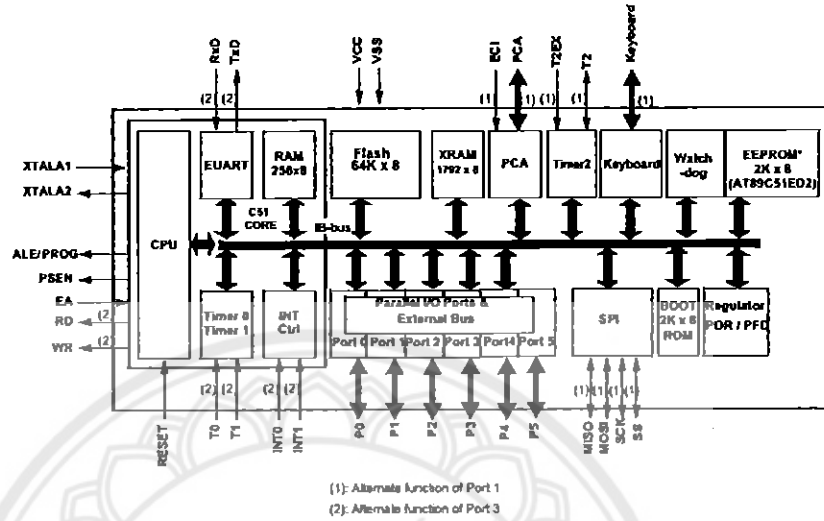 RxD
TxD
VCC
VSS
ECI
PCA
T2EX
T2
Keyboard
(2) (2)
(1) (1) (1) (1) (1)
XTALA1
XTALA2
ALE/PROG
PSEN
EA
RD (2)
WR (2)
CPU
EUART
RAM
256x8
C51
CORE
IB-bus
Flash
64K x 8
XRAM
1792 x 8
PCA
Timer2
Keyboard
Watch
-dog
EEPROM*
2K x 8
(AT89C51ED2)
Timer 0
Timer 1
INT
Ctrl
Parallel I/O Ports &
External Bus
Port 0 Port 1 Port 2 Port 3 Port4 Port 5
SPI
BOOT
2K x 8
ROM
Regulator
POR / PFD
(2) (2) (2) (2)
(1) (1) (1) (1)
RESET
T0
T1
INT0
INT1
P0
P1
P2
P3
P4
P5
MISO
MOSI
SCK
SS
(1): Alternate function of Port 1
(2): Alternate function of Port 3